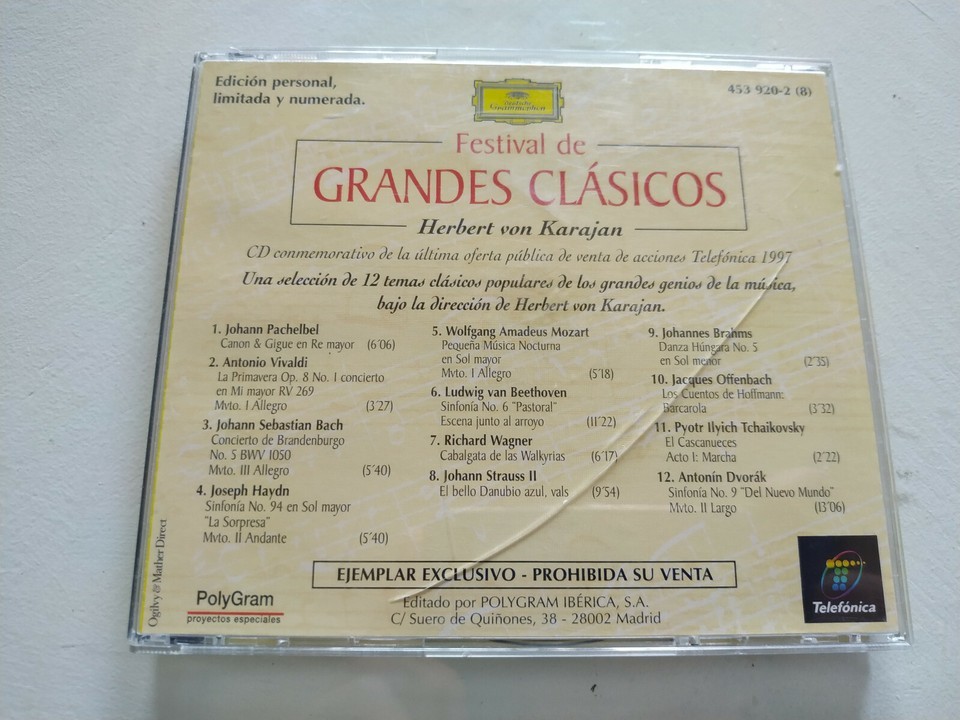 Edición personal,
limitada y numerada.
Deutsche
Grammophon
453 920-2 (8)
Festival de
GRANDES CLÁSICOS
Herbert von Karajan
CD conmemorativo de la última oferta pública de venta de acciones Telefónica 1997
Una selección de 12 temas clásicos populares de los grandes genios de la música,
bajo la dirección de Herbert von Karajan.
1. Johann Pachelbel
Canon & Gigue en Re mayor (6'06)
2. Antonio Vivaldi
La Primavera Op. 8 No. 1 concierto
en Mi mayor RV 269
Mvto. I Allegro (3'27)
3. Johann Sebastian Bach
Concierto de Brandenburgo
No. 5 BWV 1050
Mvto. III Allegro (5'40)
4. Joseph Haydn
Sinfonía No. 94 en Sol mayor
"La Sorpresa"
Mvto. II Andante (5'40)
5. Wolfgang Amadeus Mozart
Pequeña Música Nocturna
en Sol mayor
Mvto. I Allegro (5'18)
6. Ludwig van Beethoven
Sinfonía No. 6 "Pastoral"
Escena junto al arroyo (11'22)
7. Richard Wagner
Cabalgata de las Walkyrias (6'17)
8. Johann Strauss II
El bello Danubio azul, vals (9'54)
9. Johannes Brahms
Danza Húngara No. 5
en Sol menor (2'35)
10. Jacques Offenbach
Los Cuentos de Hoffmann:
Barcarola (3'32)
11. Pyotr Ilyich Tchaikovsky
El Cascanueces
Acto I: Marcha (2'22)
12. Antonín Dvorák
Sinfonía No. 9 "Del Nuevo Mundo"
Mvto. II Largo (13'06)
Ogilvy & Mather Direct
EJEMPLAR EXCLUSIVO - PROHIBIDA SU VENTA
PolyGram
proyectos especiales
Editado por POLYGRAM IBÉRICA, S.A.
C/ Suero de Quiñones, 38 - 28002 Madrid
Telefónica